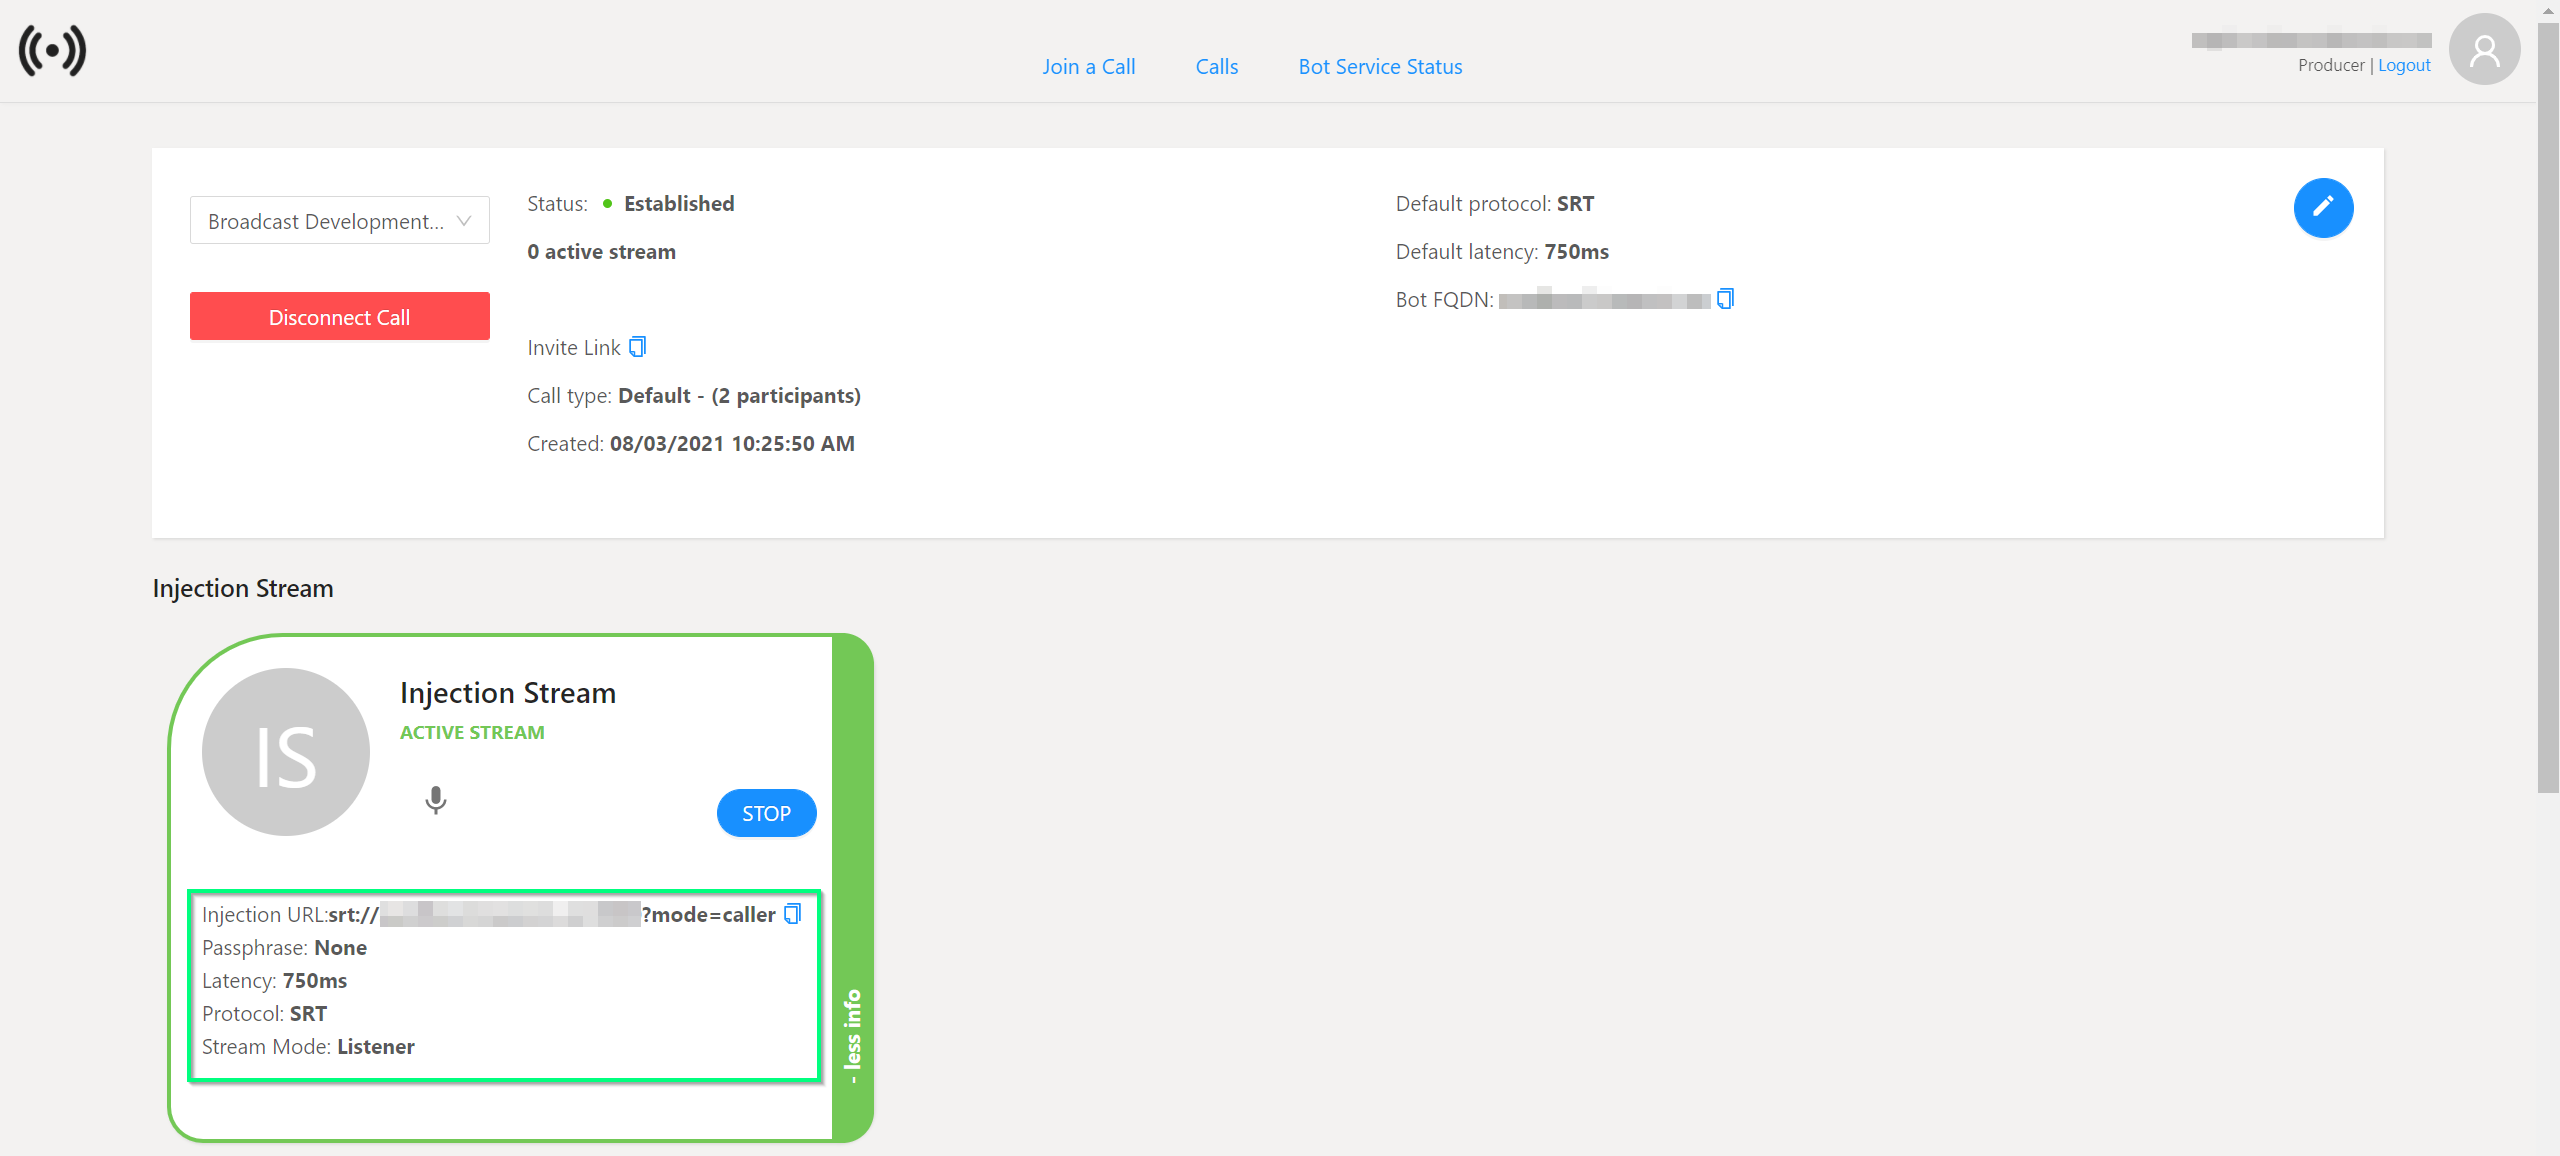 Join a Call
Calls
Bot Service Status
Producer | Logout
Broadcast Development...
Disconnect Call
Status: Established
0 active stream
Invite Link
Call type: Default - (2 participants)
Created: 08/03/2021 10:25:50 AM
Default protocol: SRT
Default latency: 750ms
Bot FQDN:
Injection Stream
IS
Injection Stream
ACTIVE STREAM
STOP
Injection URL:srt://
?mode=caller
Passphrase: None
Latency: 750ms
Protocol: SRT
Stream Mode: Listener
- less info